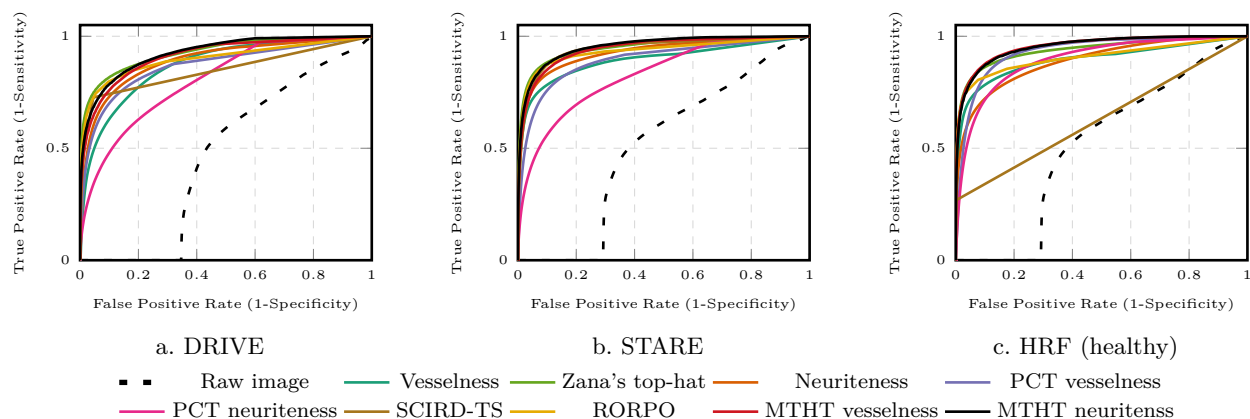 1
0.5
0
0 0.2 0.4 0.6 0.8 1
True Positive Rate (1-Sensitivity)
False Positive Rate (1-Specificity)
a. DRIVE
1
0.5
0
0 0.2 0.4 0.6 0.8 1
True Positive Rate (1-Sensitivity)
False Positive Rate (1-Specificity)
b. STARE
1
0.5
0
0 0.2 0.4 0.6 0.8 1
True Positive Rate (1-Sensitivity)
False Positive Rate (1-Specificity)
c. HRF (healthy)
Raw image Vesselness Zana's top-hat Neuriteness PCT vesselness
PCT neuriteness SCIRD-TS RORPO MTHT vesselness MTHT neuritenss